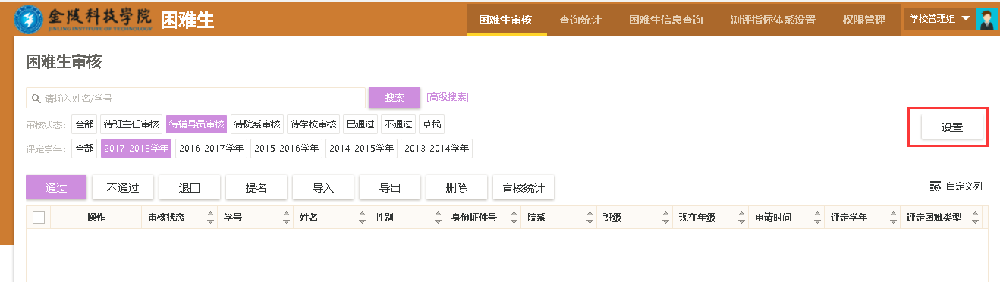 金陵科技學院 困难生 困难生审核 查询统计 困难生信息查询 测评指标体系设置 权限管理 学校管理组
JINLING INSTITUTE OF TECHNOLOGY
困难生审核
请输入姓名/学号 搜索 [高级搜索]
审核状态: 全部 待班主任审核 待辅导员审核 待院系审核 待学校审核 已通过 不通过 草稿
设置
评定学年: 全部 2017-2018学年 2016-2017学年 2015-2016学年 2014-2015学年 2013-2014学年
通过 不通过 退回 提名 导入 导出 删除 审核统计 自定义列
操作 审核状态 学号 姓名 性别 身份证件号 院系 班级 现在年级 申请时间 评定学年 评定困难类型